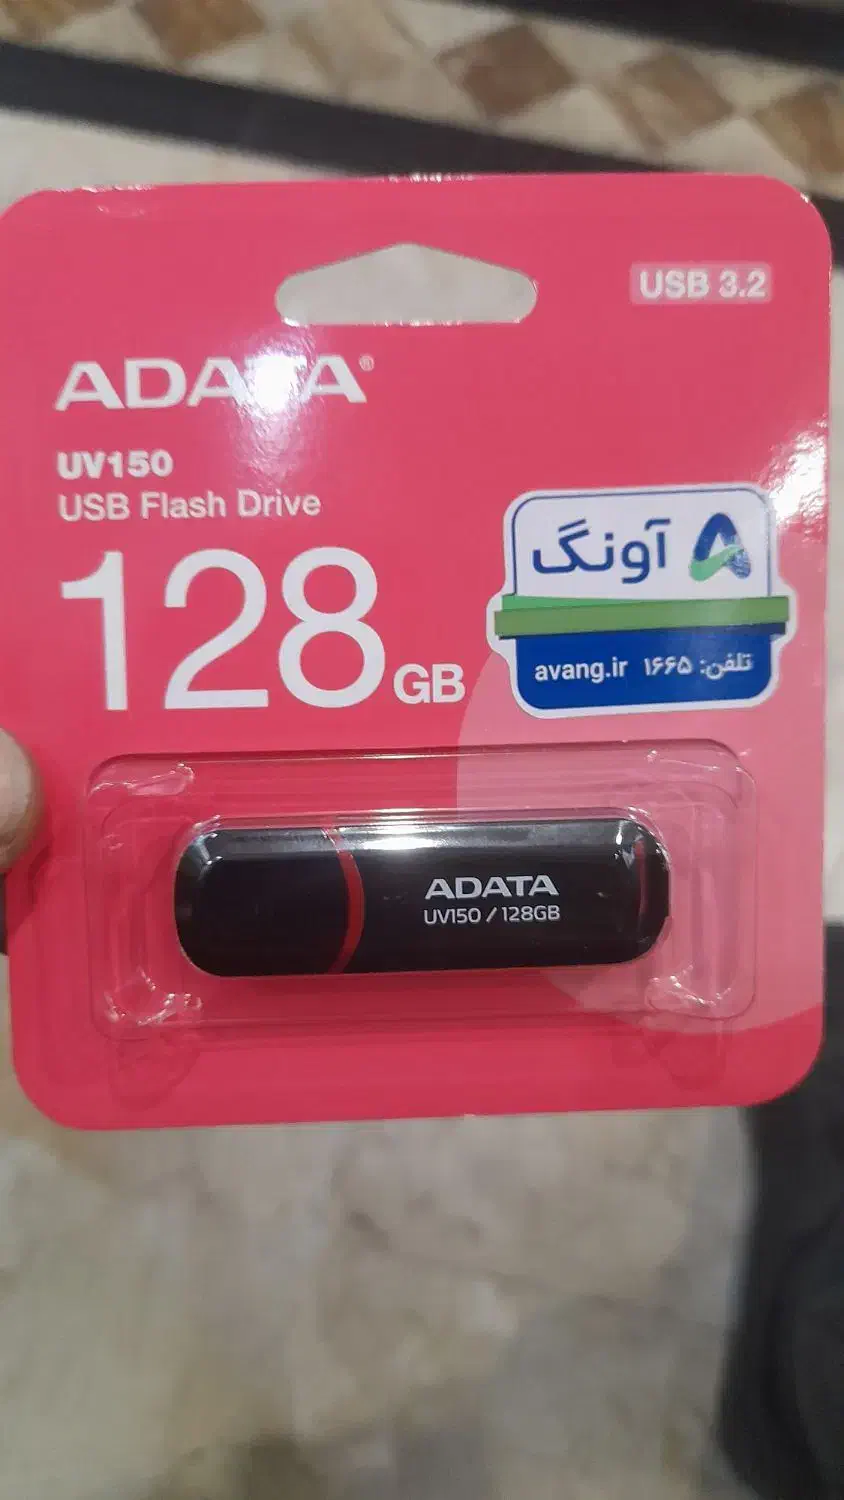 USB 3.2
ADATA®
UV150
USB Flash Drive
128 GB
آونگ
تلفن: ۱۶۶۵ avang.ir
ADATA
UV150 / 128GB